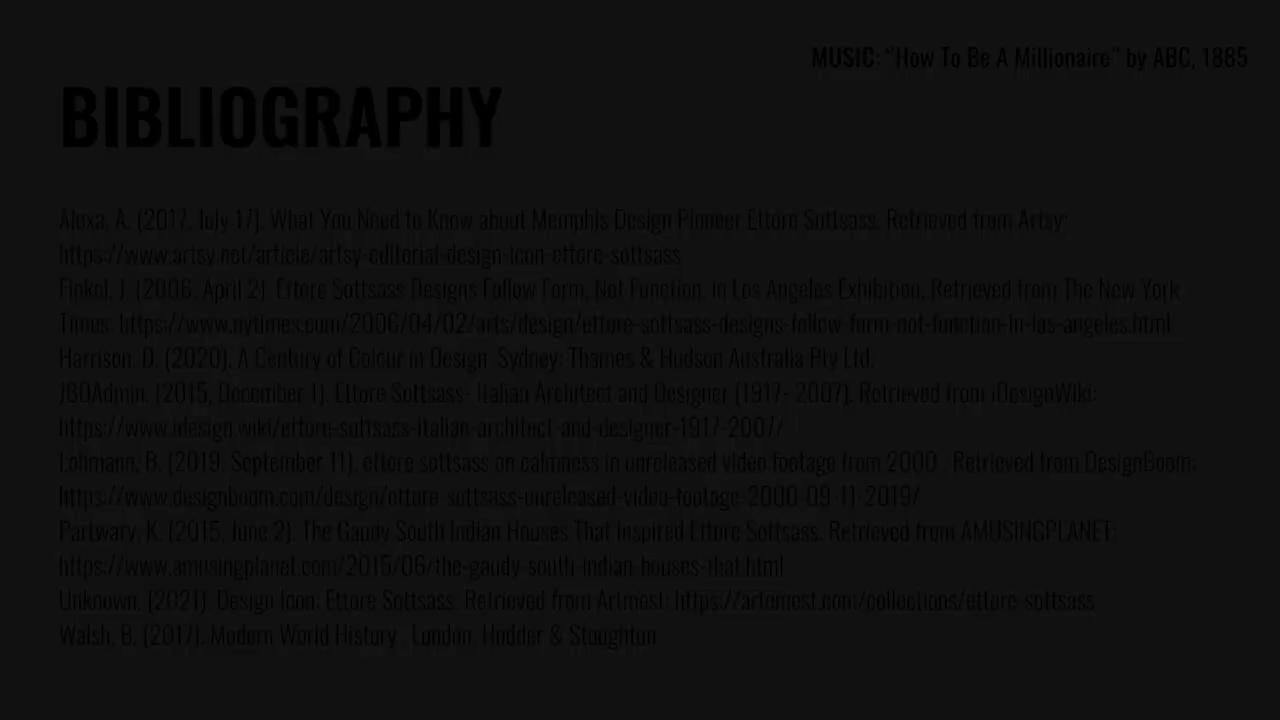 MUSIC: “How To Be A Millionaire” by ABC, 1885
BIBLIOGRAPHY
Alexa, A. (2017, July 17). What You Need to Know about Memphis Design Pioneer Ettore Sottsass. Retrieved from Artsy:
https://www.artsy.net/article/artsy-editorial-design-icon-ettore-sottsass
Finkel, J. (2006, April 2). Ettore Sottsass Designs Follow Form, Not Function, in Los Angeles Exhibition. Retrieved from The New York
Times: https://www.nytimes.com/2006/04/02/arts/design/ettore-sottsass-designs-follow-form-not-function-in-los-angeles.html
Harrison, D. (2020). A Century of Colour in Design. Sydney: Thames & Hudson Australia Pty Ltd.
JBOAdmin. (2015, December 1). Ettore Sottsass- Italian Architect and Designer (1917- 2007). Retrieved from iDesignWiki:
https://www.idesign.wiki/ettore-sottsass-italian-architect-and-designer-1917-2007/
Lohmann, B. (2019, September 11). ettore sottsass on calmness in unreleased video footage from 2000 . Retrieved from DesignBoom:
https://www.designboom.com/design/ettore-sottsass-unreleased-video-footage-2000-09-11-2019/
Partwary, K. (2015, June 2). The Gaudy South Indian Houses That Inspired Ettore Sottsass. Retrieved from AMUSINGPLANET:
https://www.amusingplanet.com/2015/06/the-gaudy-south-indian-houses-that.html
Unknown. (2021). Design Icon: Ettore Sottsass. Retrieved from Artmest: https://artemest.com/collections/ettore-sottsass
Walsh, B. (2017). Modern World History . London: Hodder & Stoughton